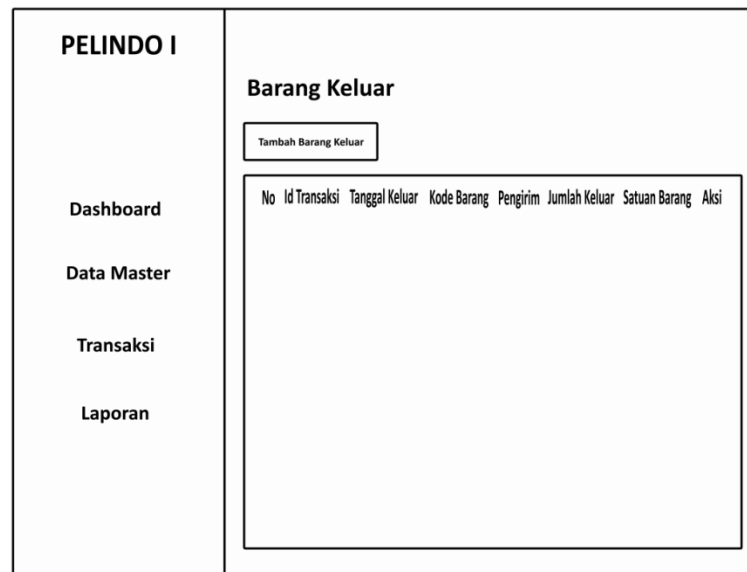 PELINDO I
Dashboard
Data Master
Transaksi
Laporan
Barang Keluar
Tambah Barang Keluar
No Id Transaksi Tanggal Keluar Kode Barang Pengirim Jumlah Keluar Satuan Barang Aksi